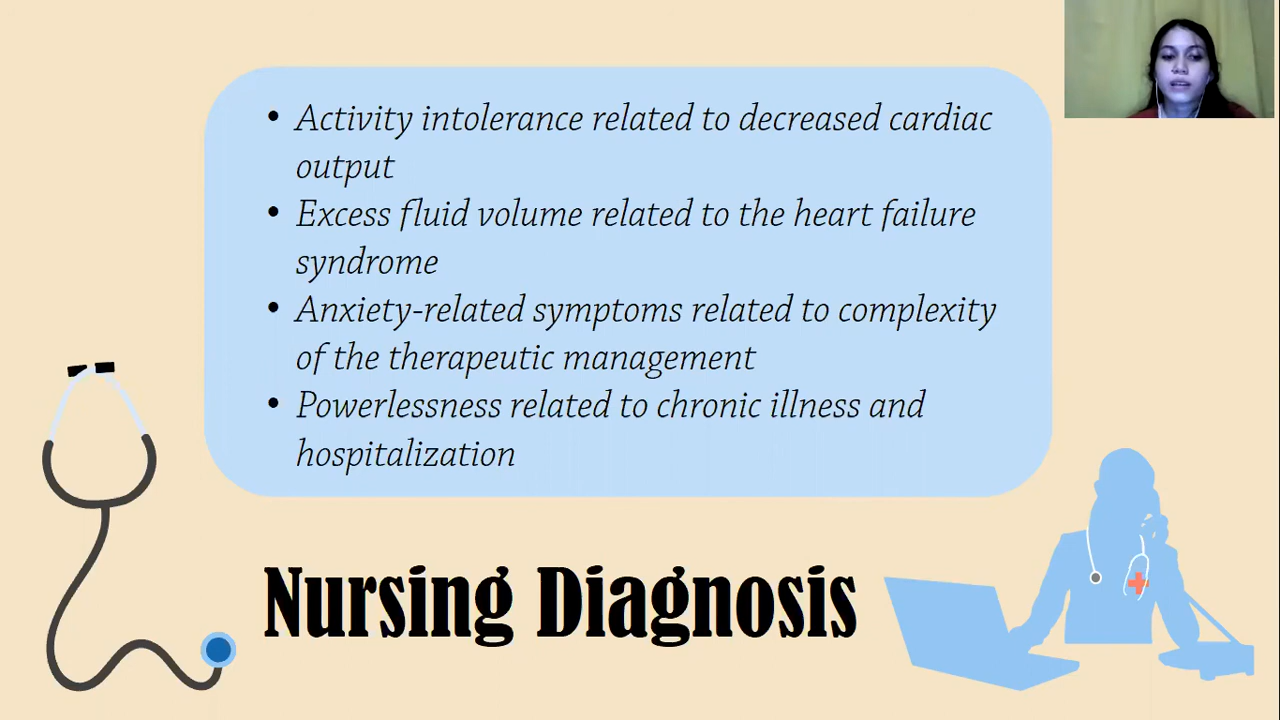 • Activity intolerance related to decreased cardiac
output
• Excess fluid volume related to the heart failure
syndrome
• Anxiety-related symptoms related to complexity
of the therapeutic management
• Powerlessness related to chronic illness and
hospitalization
Nursing Diagnosis